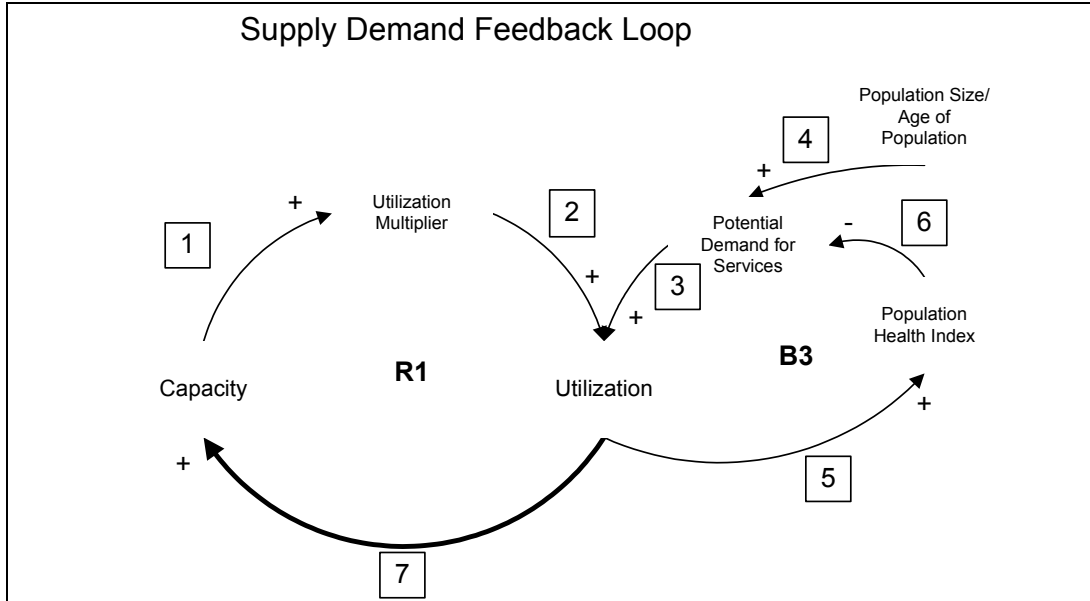 Supply Demand Feedback Loop
Population Size/
Age of
Population
4
+
Utilization
Multiplier
+
1
2
+
Potential
Demand for
Services
-
6
3
+
Population
Health Index
R1
B3
Capacity
Utilization
+
+
5
7